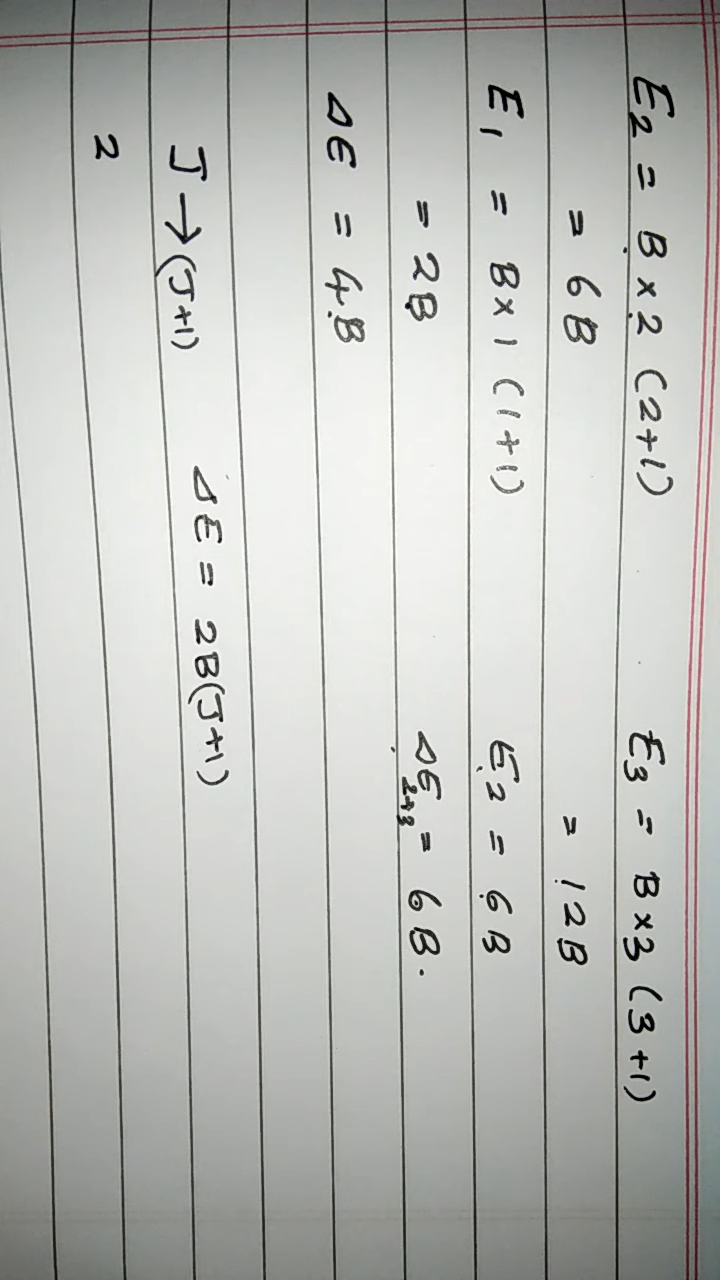 E₂ = B × 2 (2+1) E₃ = B × 3 (3+1)
= 6B = 12B
E₁ = B × 1 (1+1) E₂ = 6B
= 2B ΔE₂→₃ = 6B.
ΔE = 4B
J → (J+1) ΔE = 2B(J+1)
2